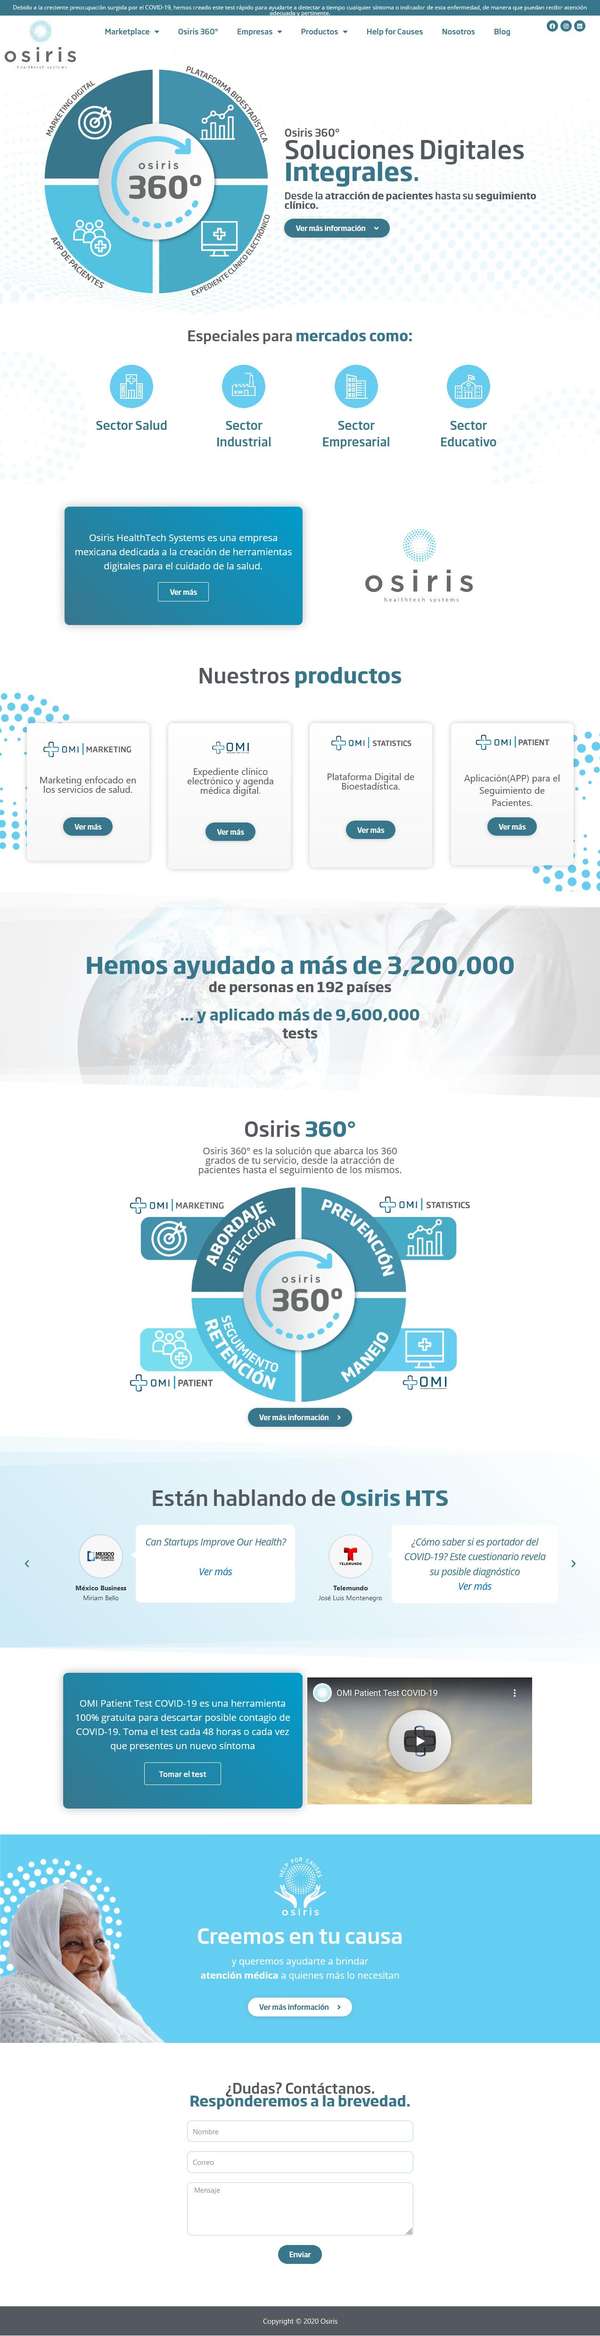 Debido a la creciente preocupación surgida por el COVID-19, hemos creado este test rápido para ayudarte a detectar a tiempo cualquier síntoma o indicador de esta enfermedad, de manera que puedan recibir atención
adecuada y pertinente.
osiris
healthtech systems
Marketplace
Osiris 360°
Empresas
Productos
Help for Causes
Nosotros
Blog
MARKETING DIGITAL
PLATAFORMA BIOESTADÍSTICA
osiris
360º
APP DE PACIENTES
EXPEDIENTE CLÍNICO ELECTRÓNICO
Osiris 360°
Soluciones Digitales
Integrales.
Desde la atracción de pacientes hasta su seguimiento
clínico.
Ver más información
Especiales para mercados como:
Sector Salud
Sector
Industrial
Sector
Empresarial
Sector
Educativo
Osiris HealthTech Systems es una empresa
mexicana dedicada a la creación de herramientas
digitales para el cuidado de la salud.
Ver más
osiris
healthtech systems
Nuestros productos
OMI | MARKETING
Marketing enfocado en
los servicios de salud.
Ver más
OMI
Expediente clínico
electrónico y agenda
médica digital.
Ver más
OMI | STATISTICS
Plataforma Digital de
Bioestadística.
Ver más
OMI | PATIENT
Aplicación(APP) para el
Seguimiento de
Pacientes.
Ver más
Hemos ayudado a más de 3,200,000
de personas en 192 países
... y aplicado más de 9,600,000
tests
Osiris 360°
Osiris 360° es la solución que abarca los 360
grados de tu servicio, desde la atracción de
pacientes hasta el seguimiento de los mismos.
OMI | MARKETING
OMI | STATISTICS
ABORDAJE
DETECCIÓN
PREVENCIÓN
osiris
360º
SEGUIMIENTO
RETENCIÓN
MANEJO
OMI | PATIENT
OMI
Ver más información
Están hablando de Osiris HTS
MÉXICO
BUSINESS
México Business
Miriam Bello
Can Startups Improve Our Health?
Ver más
TELEMUNDO
Telemundo
José Luis Montenegro
¿Cómo saber si es portador del
COVID-19? Este cuestionario revela
su posible diagnóstico
Ver más
OMI Patient Test COVID-19 es una herramienta
100% gratuita para descartar posible contagio de
COVID-19. Toma el test cada 48 horas o cada vez
que presentes un nuevo síntoma
Tomar el test
OMI Patient Test COVID-19
HELP FOR CAUSES
osiris
Creemos en tu causa
y queremos ayudarte a brindar
atención médica a quienes más lo necesitan
Ver más información
¿Dudas? Contáctanos.
Responderemos a la brevedad.
Nombre
Correo
Mensaje
Enviar
Copyright © 2020 Osiris